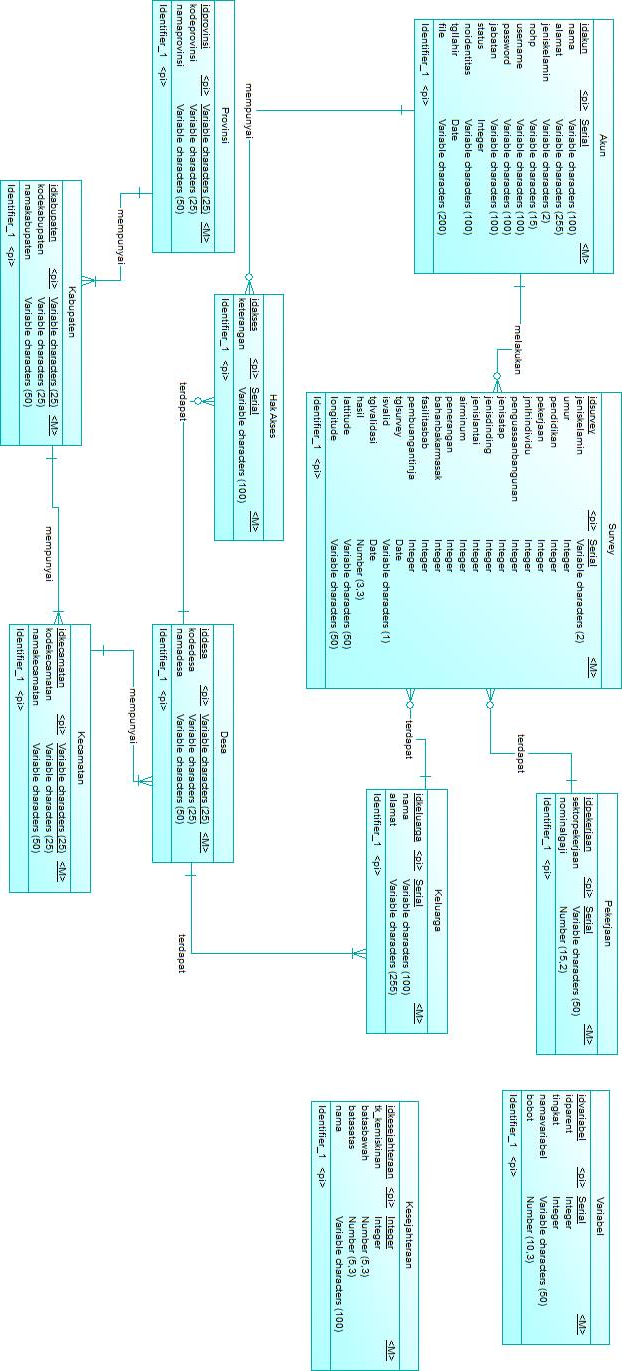 Akun
idakun <pi> Serial <M>
nama Variable characters (100)
alamat Variable characters (255)
jeniskelamin Variable characters (2)
nohp Variable characters (15)
username Variable characters (100)
password Variable characters (100)
jabatan Variable characters (100)
status Integer
noidentitas Variable characters (100)
tgllahir Date
file Variable characters (200)
Identifier_1 <pi>
mempunyai
melakukan
Provinsi
idprovinsi <pi> Variable characters (25) <M>
kodeprovinsi Variable characters (25)
namaprovinsi Variable characters (50)
Identifier_1 <pi>
mempunyai
Kabupaten
idkabupaten <pi> Variable characters (25) <M>
kodekabupaten Variable characters (25)
namakabupaten Variable characters (50)
Identifier_1 <pi>
Hak Akses
idakses <pi> Serial <M>
keterangan Variable characters (100)
Identifier_1 <pi>
terdapat
mempunyai
Survey
idsurvey <pi> Serial <M>
jeniskelamin Variable characters (2)
umur Integer
pendidikan Integer
pekerjaan Integer
jmlhindividu Integer
penguasaanbangunan Integer
jenisatap Integer
jenisdinding Integer
jenislantai Integer
airminum Integer
penerangan Integer
bahanbakarmasak Integer
fasilitasbab Integer
pembuangantinja Integer
tglsurvey Date
isvalid Variable characters (1)
tglvalidasi Date
hasil Number (3,3)
lattitude Variable characters (50)
longitude Variable characters (50)
Identifier_1 <pi>
terdapat
terdapat
Desa
iddesa <pi> Variable characters (25) <M>
kodedesa Variable characters (25)
namadesa Variable characters (50)
Identifier_1 <pi>
mempunyai
Kecamatan
idkecamatan <pi> Variable characters (25) <M>
kodekecamatan Variable characters (25)
namakecamatan Variable characters (50)
Identifier_1 <pi>
terdapat
Pekerjaan
idpekerjaan <pi> Serial <M>
sektorpekerjaan Variable characters (50)
nominalgaji Number (15,2)
Identifier_1 <pi>
Keluarga
idkeluarga <pi> Serial <M>
nama Variable characters (100)
alamat Variable characters (255)
Identifier_1 <pi>
Variabel
idvariabel <pi> Serial <M>
idparent Integer
tingkat Integer
namavariabel Variable characters (50)
bobot Number (10,3)
Identifier_1 <pi>
Kesejahteraan
idkesejahteraan <pi> Integer <M>
tk_kemiskinan Integer
batasbawah Number (5,3)
batasatas Number (5,3)
nama Variable characters (100)
Identifier_1 <pi>